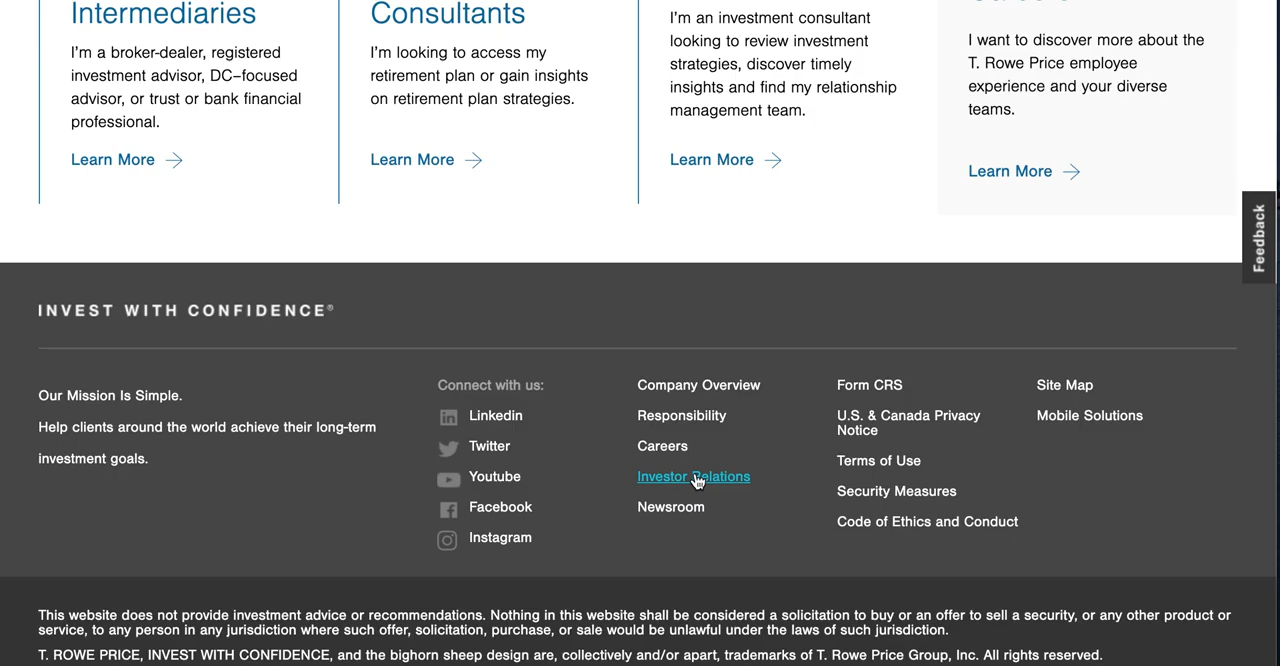 Intermediaries
I'm a broker-dealer, registered
investment advisor, DC–focused
advisor, or trust or bank financial
professional.
Learn More
Consultants
I'm looking to access my
retirement plan or gain insights
on retirement plan strategies.
Learn More
I'm an investment consultant
looking to review investment
strategies, discover timely
insights and find my relationship
management team.
Learn More
I want to discover more about the
T. Rowe Price employee
experience and your diverse
teams.
Learn More
Feedback
INVEST WITH CONFIDENCE®
Our Mission Is Simple.
Help clients around the world achieve their long-term
investment goals.
Connect with us:
Linkedin
Twitter
Youtube
Facebook
Instagram
Company Overview
Responsibility
Careers
Investor Relations
Newsroom
Form CRS
U.S. & Canada Privacy
Notice
Terms of Use
Security Measures
Code of Ethics and Conduct
Site Map
Mobile Solutions
This website does not provide investment advice or recommendations. Nothing in this website shall be considered a solicitation to buy or an offer to sell a security, or any other product or
service, to any person in any jurisdiction where such offer, solicitation, purchase, or sale would be unlawful under the laws of such jurisdiction.
T. ROWE PRICE, INVEST WITH CONFIDENCE, and the bighorn sheep design are, collectively and/or apart, trademarks of T. Rowe Price Group, Inc. All rights reserved.